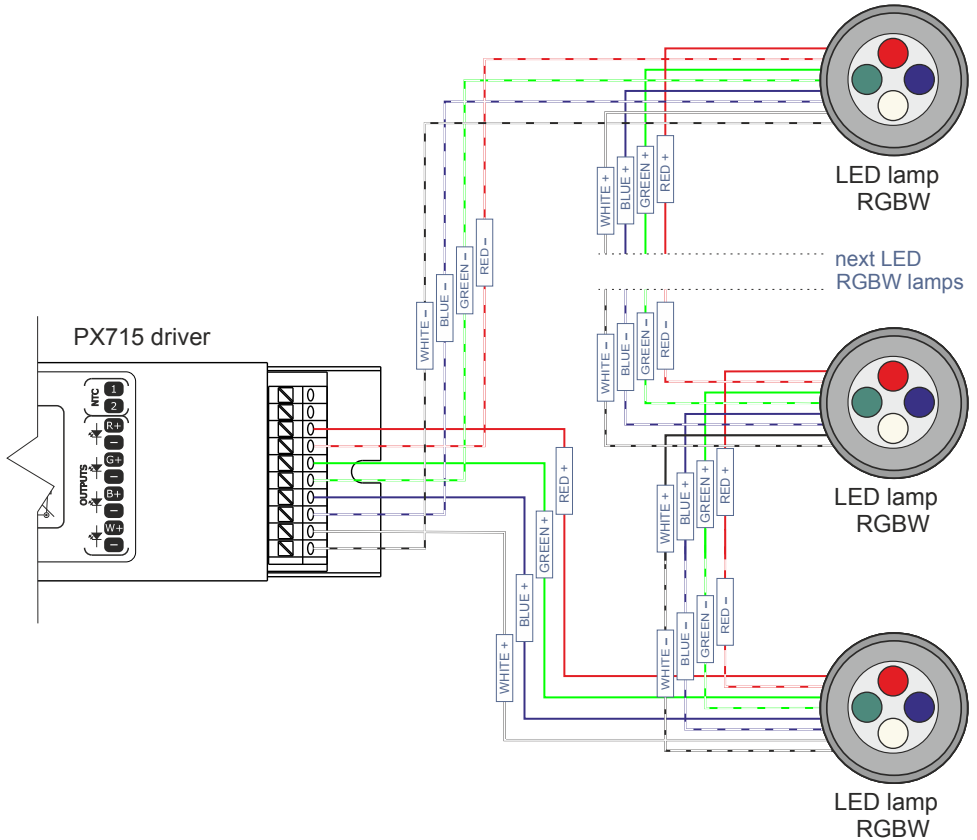 LED lamp
RGBW
WHITE +
BLUE +
GREEN +
RED +
next LED
RGBW lamps
WHITE –
BLUE –
GREEN –
RED –
PX715 driver
WHITE –
BLUE –
GREEN –
RED –
NTC
1
2
OUTPUTS
R+
–
G+
–
B+
–
W+
–
LED lamp
RGBW
RED +
GREEN +
BLUE +
WHITE +
WHITE +
BLUE +
GREEN +
RED +
WHITE –
BLUE –
GREEN –
RED –
LED lamp
RGBW